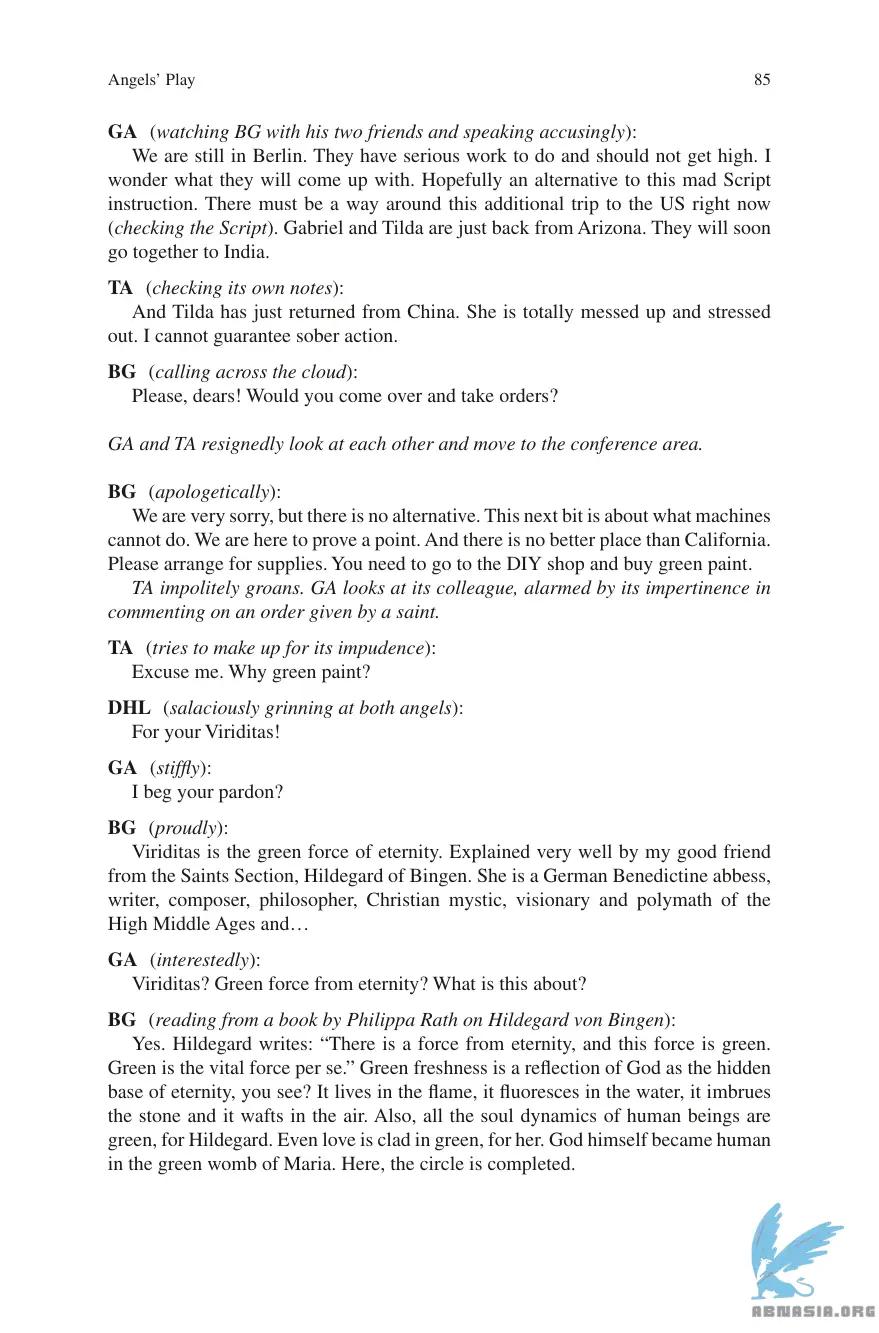 Angels’ Play 85
GA (watching BG with his two friends and speaking accusingly):
We are still in Berlin. They have serious work to do and should not get high. I
wonder what they will come up with. Hopefully an alternative to this mad Script
instruction. There must be a way around this additional trip to the US right now
(checking the Script). Gabriel and Tilda are just back from Arizona. They will soon
go together to India.
TA (checking its own notes):
And Tilda has just returned from China. She is totally messed up and stressed
out. I cannot guarantee sober action.
BG (calling across the cloud):
Please, dears! Would you come over and take orders?
GA and TA resignedly look at each other and move to the conference area.
BG (apologetically):
We are very sorry, but there is no alternative. This next bit is about what machines
cannot do. We are here to prove a point. And there is no better place than California.
Please arrange for supplies. You need to go to the DIY shop and buy green paint.
TA impolitely groans. GA looks at its colleague, alarmed by its impertinence in
commenting on an order given by a saint.
TA (tries to make up for its impudence):
Excuse me. Why green paint?
DHL (salaciously grinning at both angels):
For your Viriditas!
GA (stiffly):
I beg your pardon?
BG (proudly):
Viriditas is the green force of eternity. Explained very well by my good friend
from the Saints Section, Hildegard of Bingen. She is a German Benedictine abbess,
writer, composer, philosopher, Christian mystic, visionary and polymath of the
High Middle Ages and…
GA (interestedly):
Viriditas? Green force from eternity? What is this about?
BG (reading from a book by Philippa Rath on Hildegard von Bingen):
Yes. Hildegard writes: “There is a force from eternity, and this force is green.
Green is the vital force per se.” Green freshness is a reflection of God as the hidden
base of eternity, you see? It lives in the flame, it fluoresces in the water, it imbrues
the stone and it wafts in the air. Also, all the soul dynamics of human beings are
green, for Hildegard. Even love is clad in green, for her. God himself became human
in the green womb of Maria. Here, the circle is completed.
ABNASIA.ORG